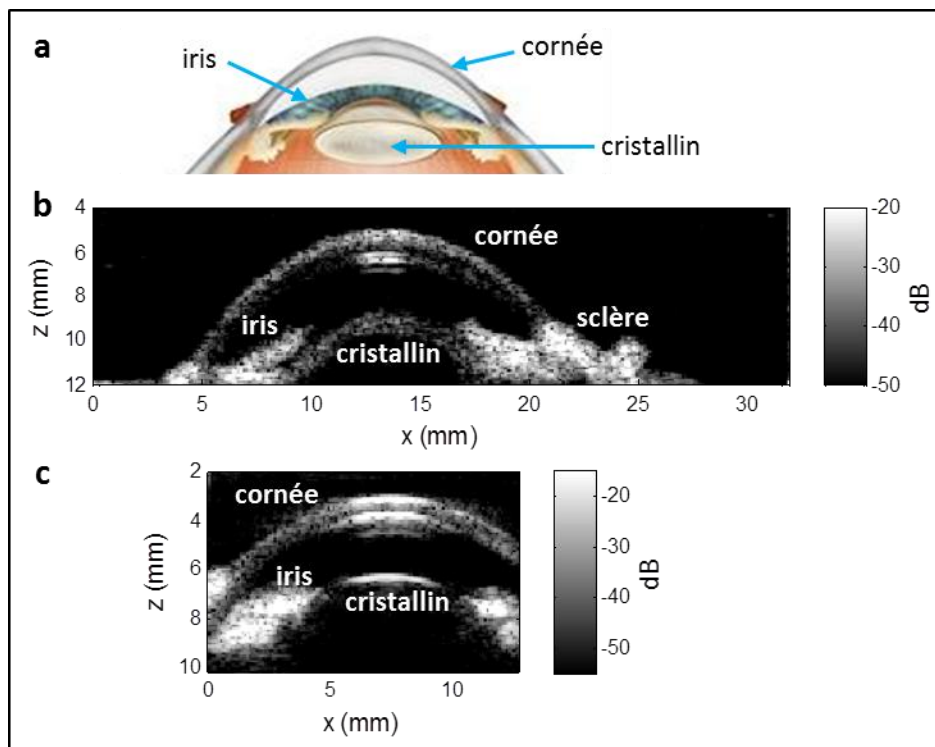 a
iris
cornée
cristallin
b
4
6
8
10
12
z (mm)
cornée
iris
cristallin
sclère
0 5 10 15 20 25 30
x (mm)
-20
-30
-40
-50
dB
c
2
4
6
8
10
z (mm)
cornée
iris
cristallin
0 5 10
x (mm)
-20
-30
-40
-50
dB